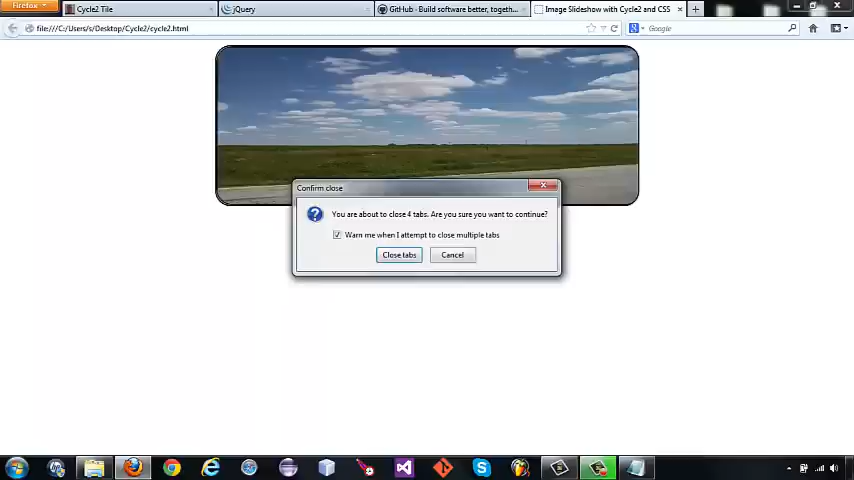 Firefox
Cycle2 Tile
jQuery
GitHub - Build software better, togeth...
Image Slideshow with Cycle2 and CSS
file:///C:/Users/s/Desktop/Cycle2/cycle2.html
Google
Confirm close
You are about to close 4 tabs. Are you sure you want to continue?
Warn me when I attempt to close multiple tabs
Close tabs
Cancel